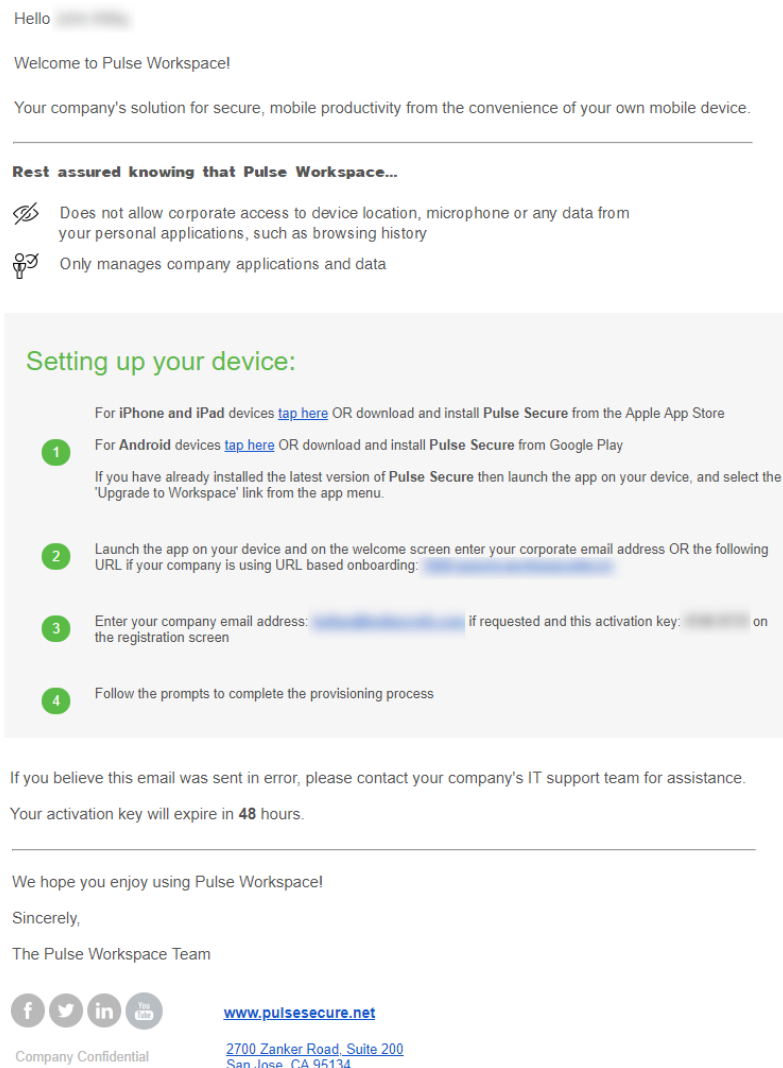 Hello
Welcome to Pulse Workspace!
Your company's solution for secure, mobile productivity from the convenience of your own mobile device.
Rest assured knowing that Pulse Workspace...
Does not allow corporate access to device location, microphone or any data from
your personal applications, such as browsing history
Only manages company applications and data
Setting up your device:
For iPhone and iPad devices tap here OR download and install Pulse Secure from the Apple App Store
1
For Android devices tap here OR download and install Pulse Secure from Google Play
If you have already installed the latest version of Pulse Secure then launch the app on your device, and select the
'Upgrade to Workspace' link from the app menu.
2
Launch the app on your device and on the welcome screen enter your corporate email address OR the following
URL if your company is using URL based onboarding:
3
Enter your company email address: if requested and this activation key: on
the registration screen
4
Follow the prompts to complete the provisioning process
If you believe this email was sent in error, please contact your company's IT support team for assistance.
Your activation key will expire in 48 hours.
We hope you enjoy using Pulse Workspace!
Sincerely,
The Pulse Workspace Team
f in You Tube
www.pulsesecure.net
Company Confidential
2700 Zanker Road, Suite 200
San Jose, CA 95134